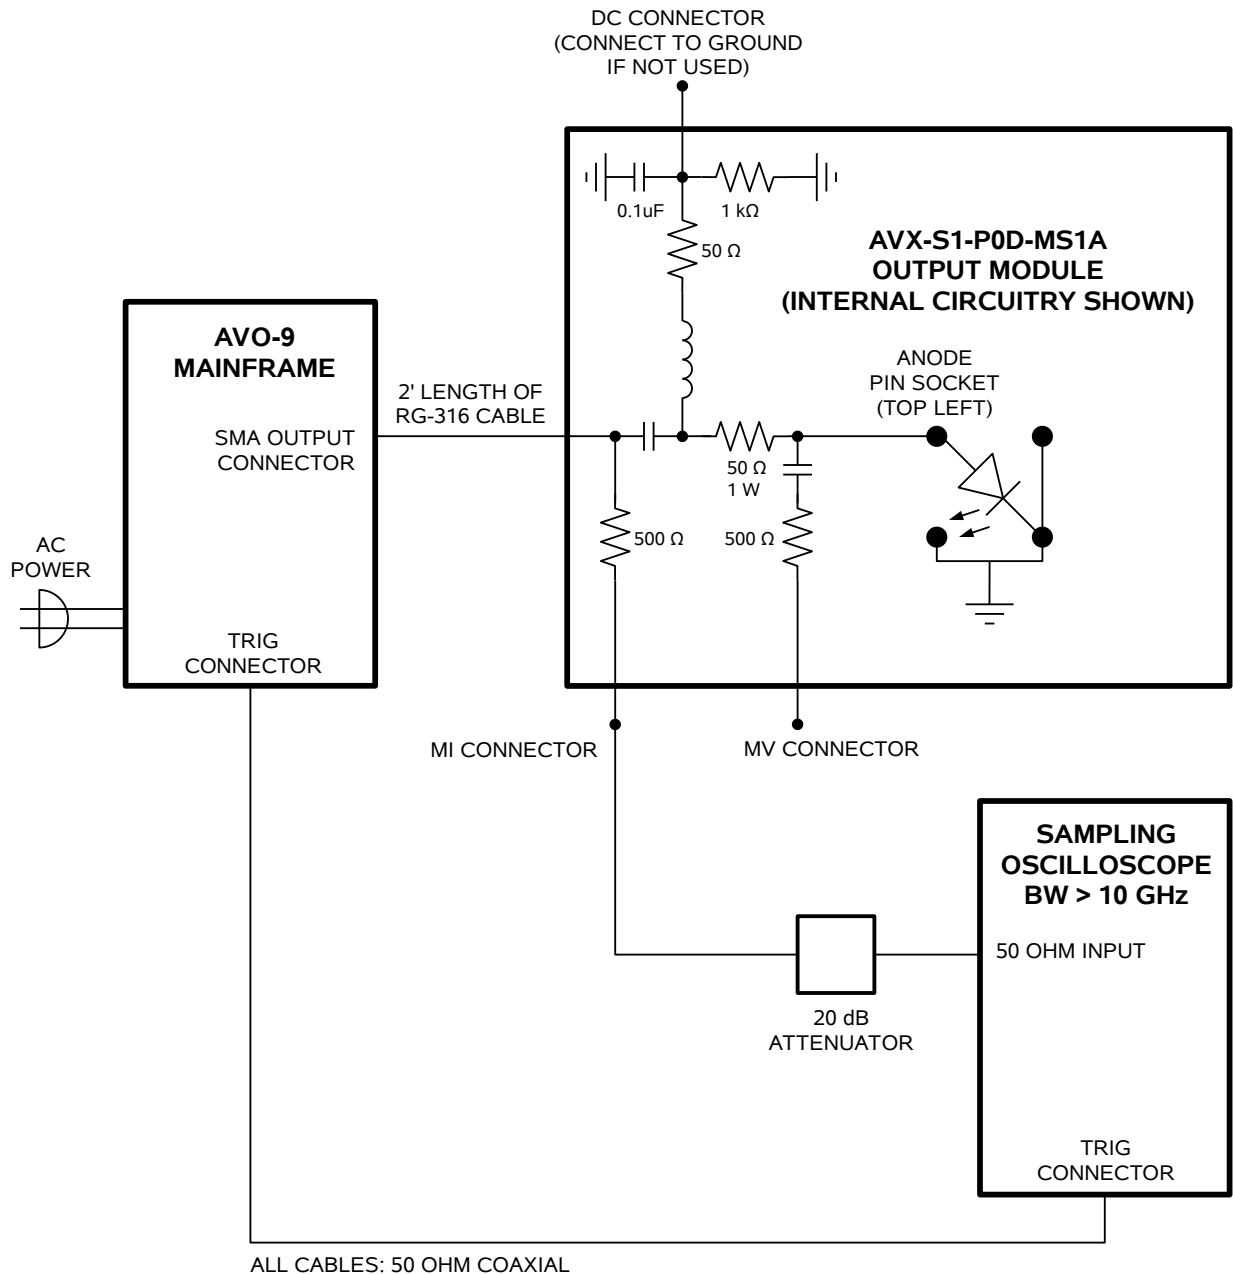 DC CONNECTOR
(CONNECT TO GROUND
IF NOT USED)
0.1uF
1 kΩ
50 Ω
AVX-S1-P0D-MS1A
OUTPUT MODULE
(INTERNAL CIRCUITRY SHOWN)
AVO-9
MAINFRAME
2' LENGTH OF
RG-316 CABLE
ANODE
PIN SOCKET
(TOP LEFT)
SMA OUTPUT
CONNECTOR
50 Ω
1 W
500 Ω
500 Ω
AC
POWER
TRIG
CONNECTOR
MI CONNECTOR
MV CONNECTOR
SAMPLING
OSCILLOSCOPE
BW > 10 GHz
50 OHM INPUT
20 dB
ATTENUATOR
TRIG
CONNECTOR
ALL CABLES: 50 OHM COAXIAL